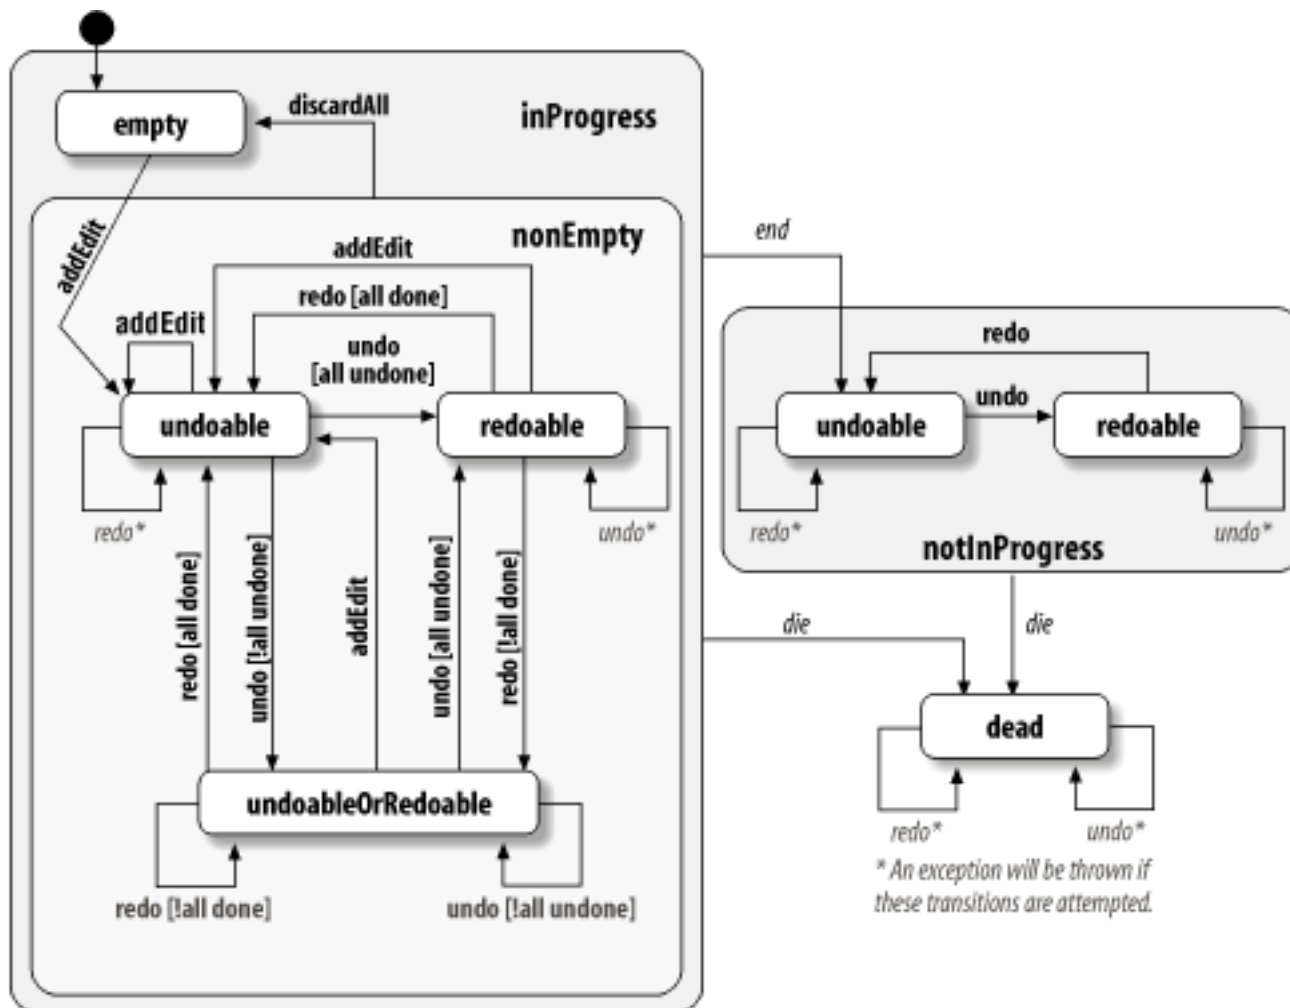 empty
discardAll
inProgress
addEdit
nonEmpty
addEdit
redo [all done]
addEdit
undo
[all undone]
undoable
redoable
redo*
undo*
redo [all done]
undo [!all undone]
addEdit
undo [all undone]
redo [!all done]
undoableOrRedoable
redo [!all done]
undo [!all undone]
end
redo
undo
undoable
redoable
redo*
undo*
notInProgress
die
die
dead
redo*
undo*
* An exception will be thrown if
these transitions are attempted.